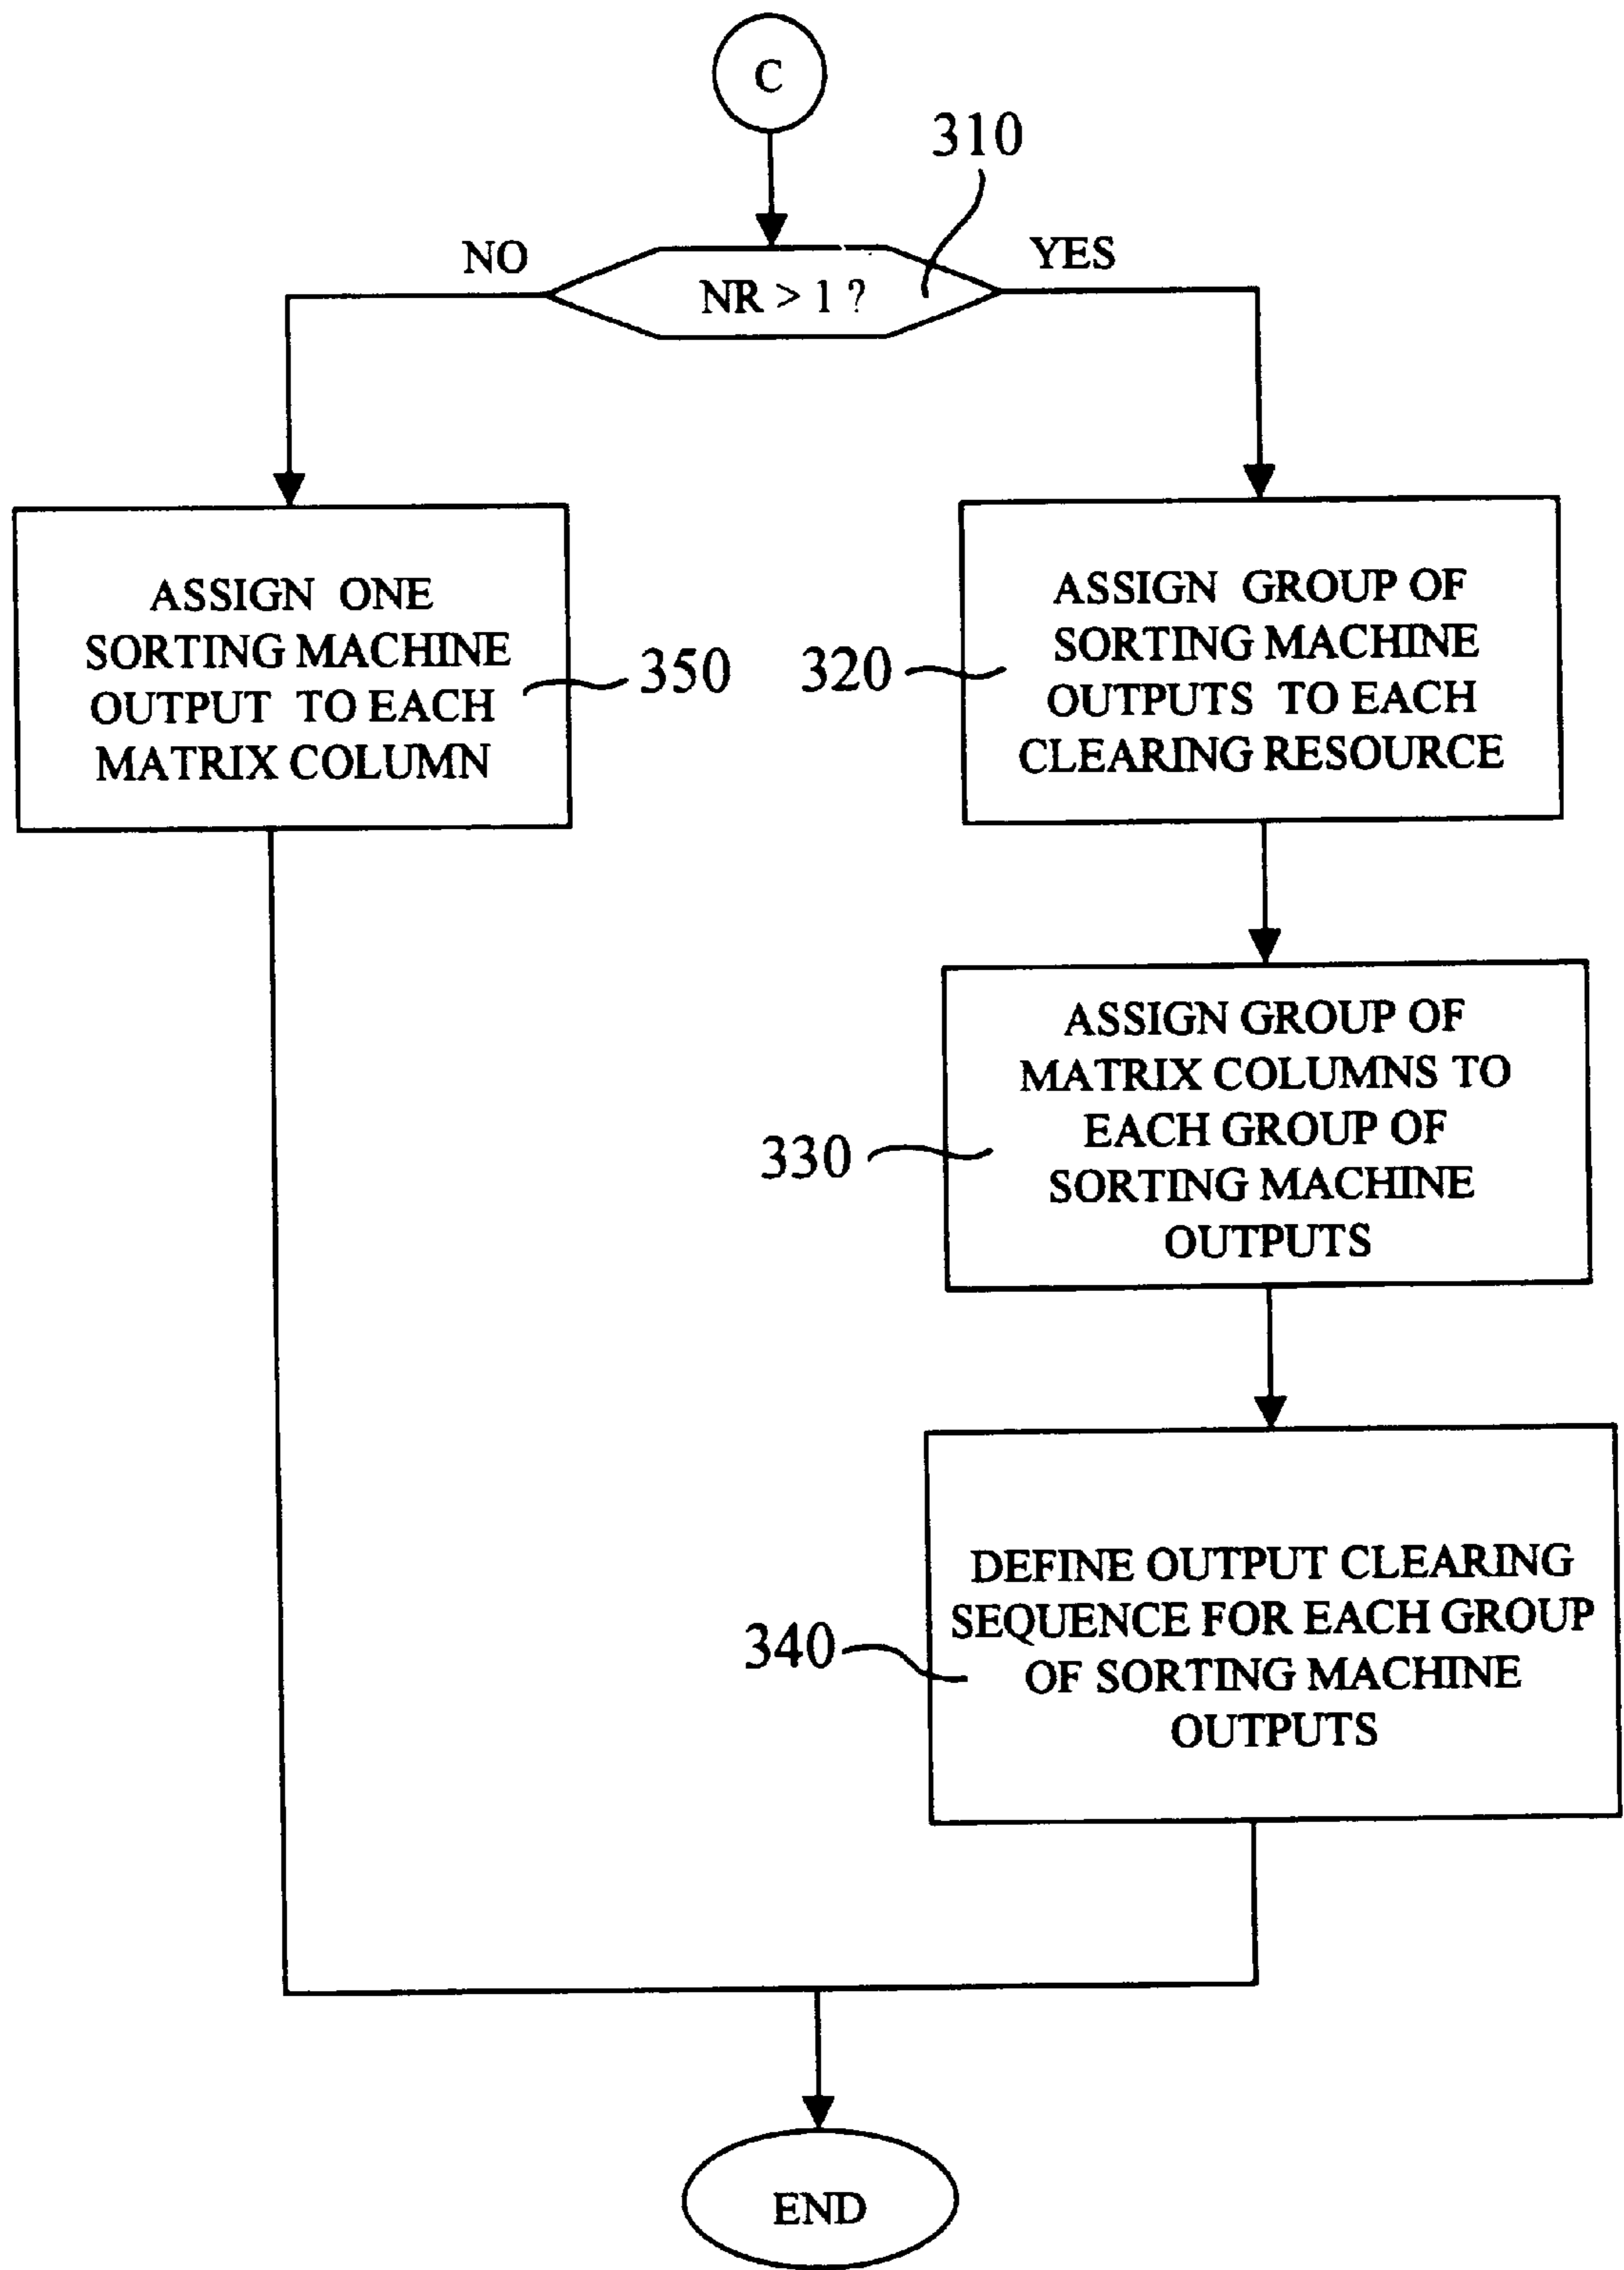 C
310
NO
YES
NR > 1 ?
ASSIGN ONE
SORTING MACHINE
OUTPUT TO EACH
MATRIX COLUMN
350
320
ASSIGN GROUP OF
SORTING MACHINE
OUTPUTS TO EACH
CLEARING RESOURCE
330
ASSIGN GROUP OF
MATRIX COLUMNS TO
EACH GROUP OF
SORTING MACHINE
OUTPUTS
340
DEFINE OUTPUT CLEARING
SEQUENCE FOR EACH GROUP
OF SORTING MACHINE
OUTPUTS
END